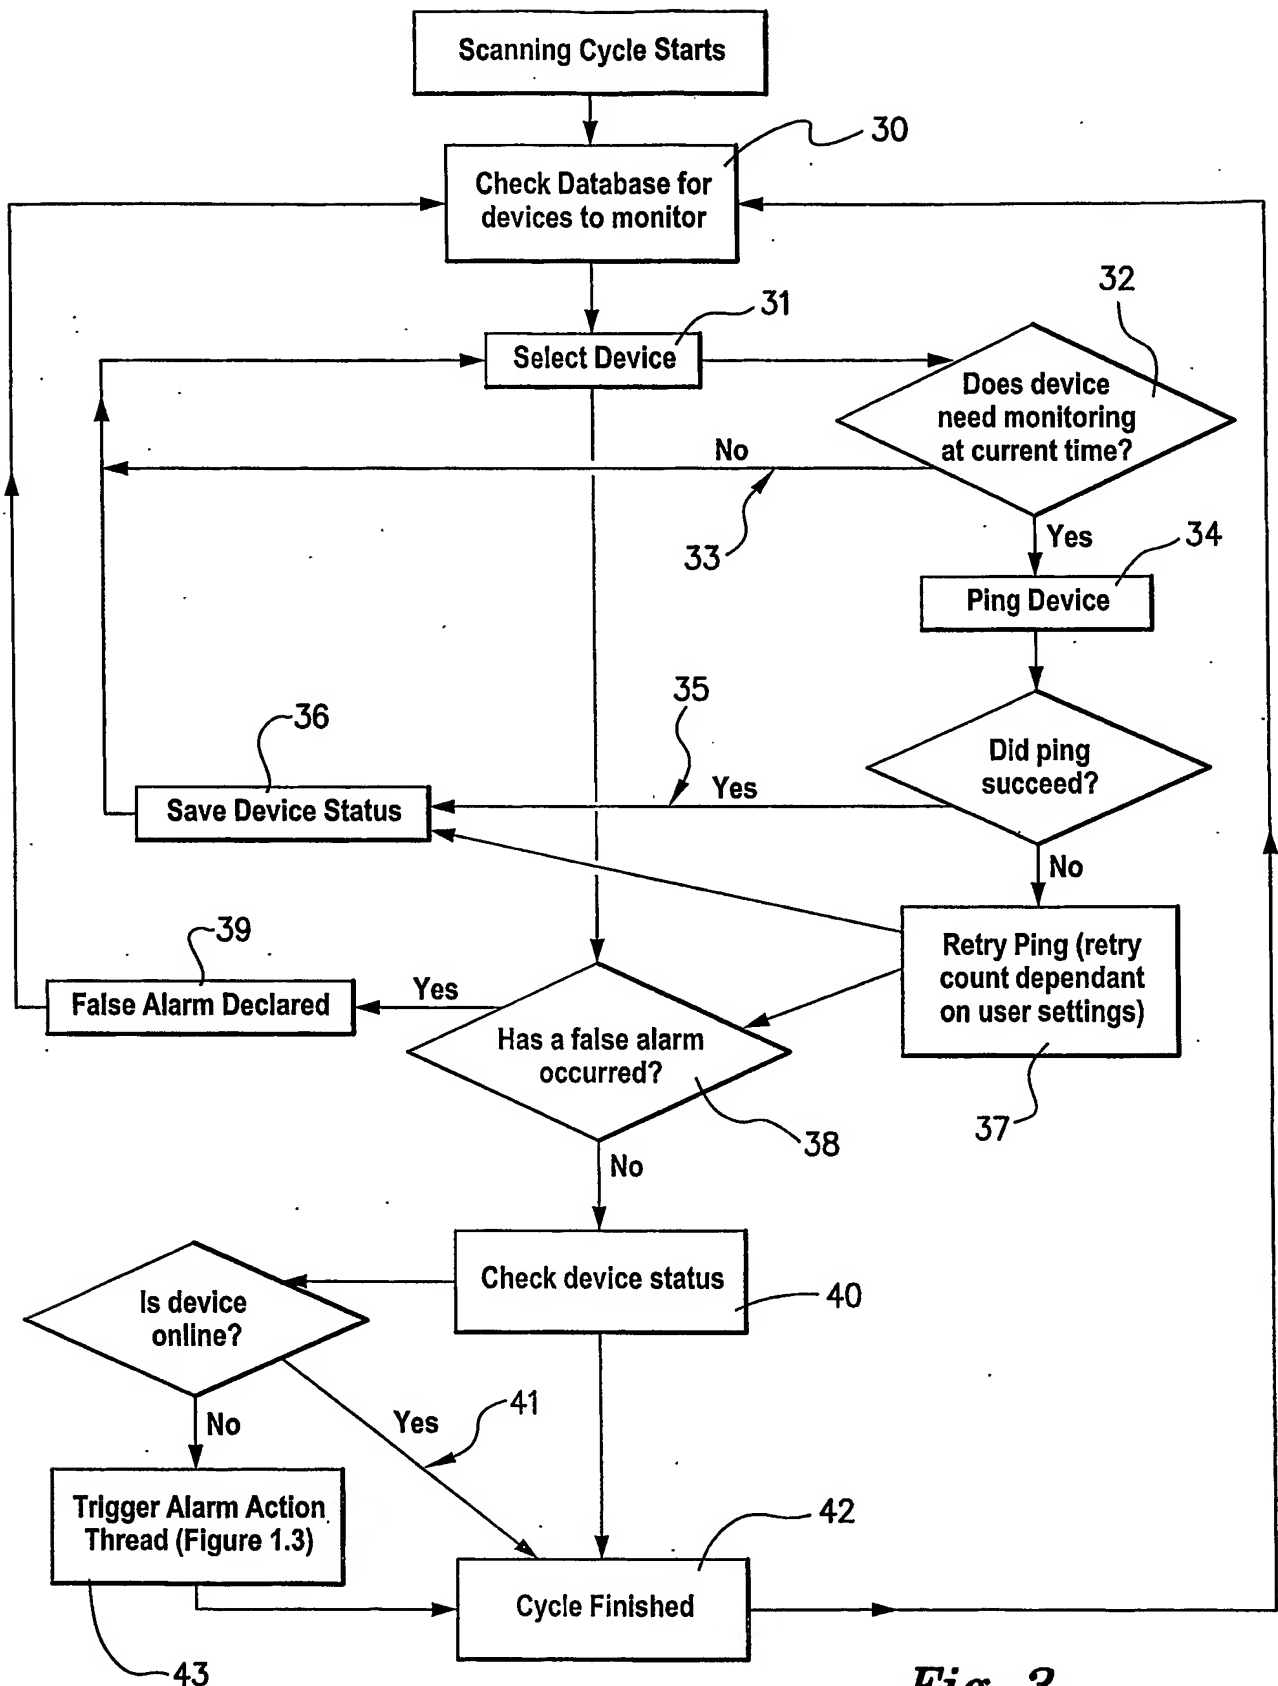 Scanning Cycle Starts
30
Check Database for
devices to monitor
32
31
Select Device
Does device
need monitoring
at current time?
No
33
Yes
34
Ping Device
35
36
Did ping
succeed?
Yes
Save Device Status
No
39
Retry Ping (retry
count dependant
on user settings)
Yes
False Alarm Declared
Has a false alarm
occurred?
37
38
No
Check device status
40
Is device
online?
41
Yes
No
Trigger Alarm Action
Thread (Figure 1.3)
42
Cycle Finished
43
Fig. 3